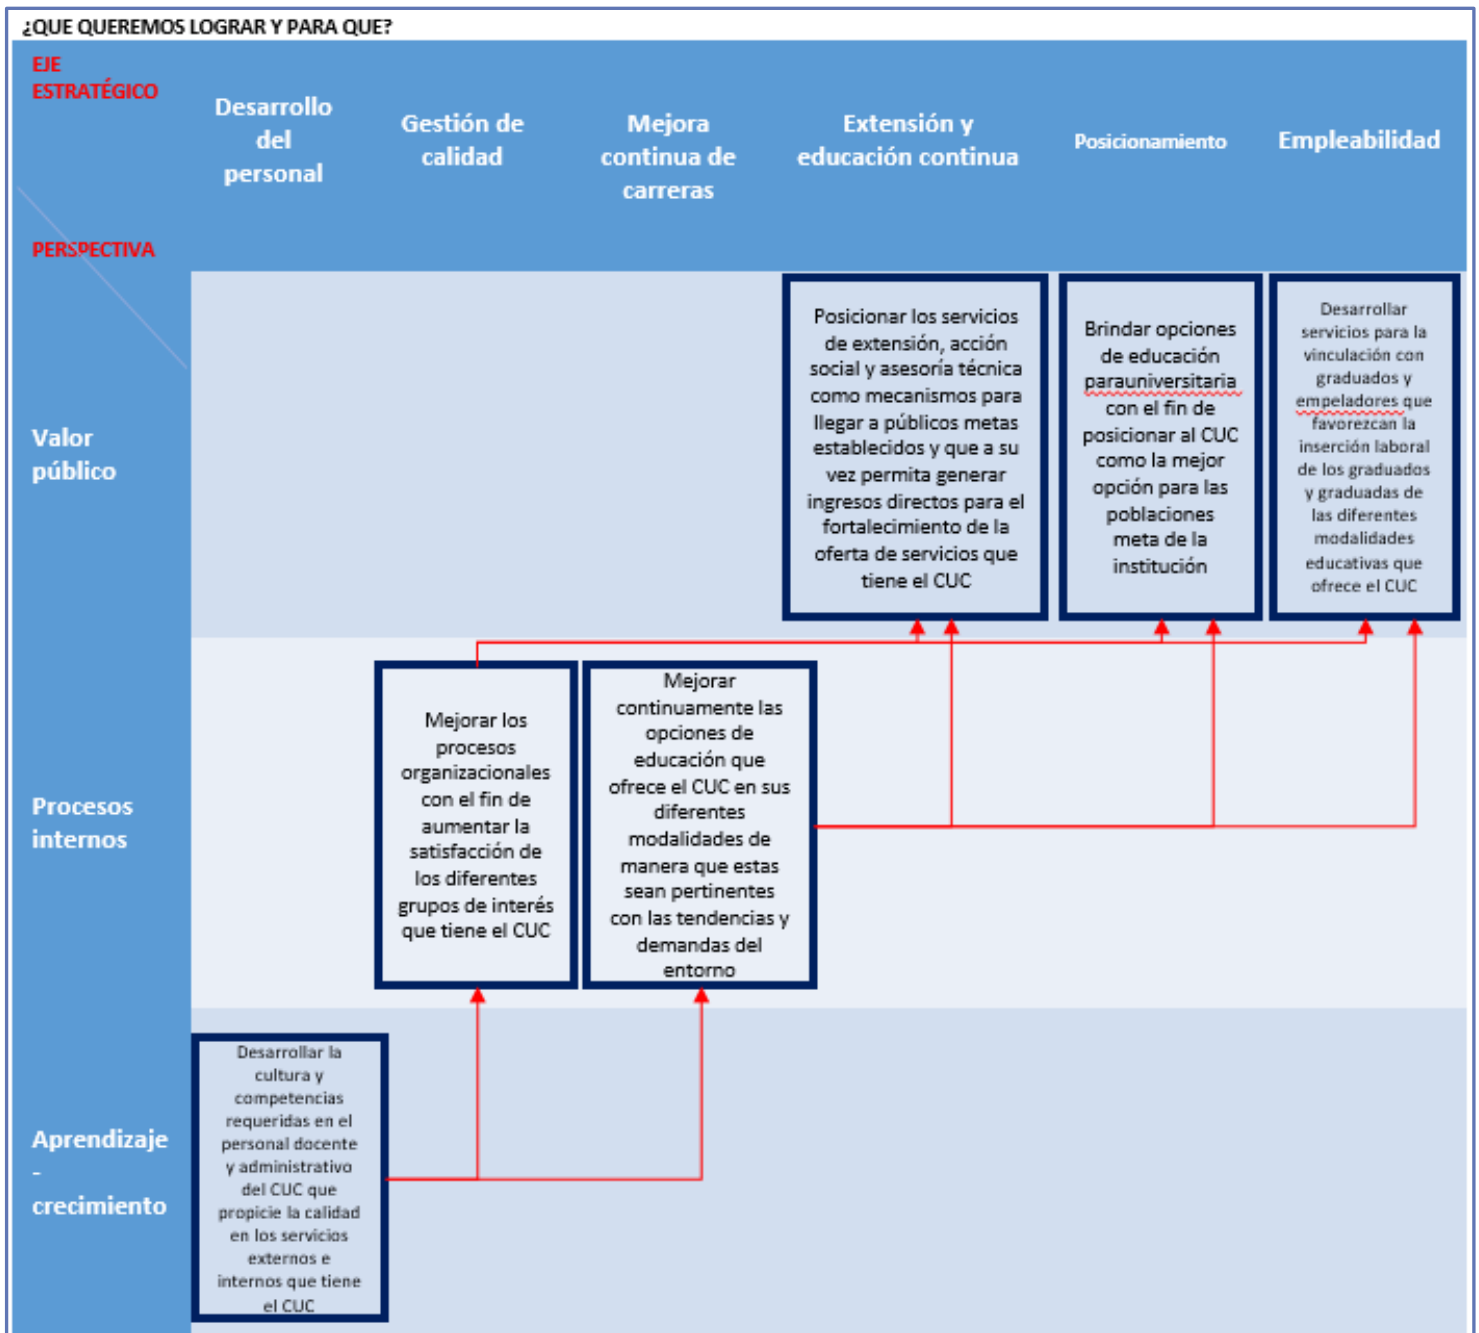 ¿QUE QUEREMOS LOGRAR Y PARA QUE?
EJE
ESTRATÉGICO
PERSPECTIVA
Desarrollo
del
personal
Gestión de
calidad
Mejora
continua de
carreras
Extensión y
educación continua
Posicionamiento
Empleabilidad
Valor
público
Posicionar los servicios
de extensión, acción
social y asesoría técnica
como mecanismos para
llegar a públicos metas
establecidos y que a su
vez permita generar
ingresos directos para el
fortalecimiento de la
oferta de servicios que
tiene el CUC
Brindar opciones
de educación
parauniversitaria
con el fin de
posicionar al CUC
como la mejor
opción para las
poblaciones
meta de la
institución
Desarrollar
servicios para la
vinculación con
graduados y
empeladores que
favorezcan la
inserción laboral
de los graduados
y graduadas de
las diferentes
modalidades
educativas que
ofrece el CUC
Procesos
internos
Mejorar los
procesos
organizacionales
con el fin de
aumentar la
satisfacción de
los diferentes
grupos de interés
que tiene el CUC
Mejorar
continuamente las
opciones de
educación que
ofrece el CUC en sus
diferentes
modalidades de
manera que estas
sean pertinentes
con las tendencias y
demandas del
entorno
Aprendizaje
-
crecimiento
Desarrollar la
cultura y
competencias
requeridas en el
personal docente
y administrativo
del CUC que
propicie la calidad
en los servicios
externos e
internos que tiene
el CUC